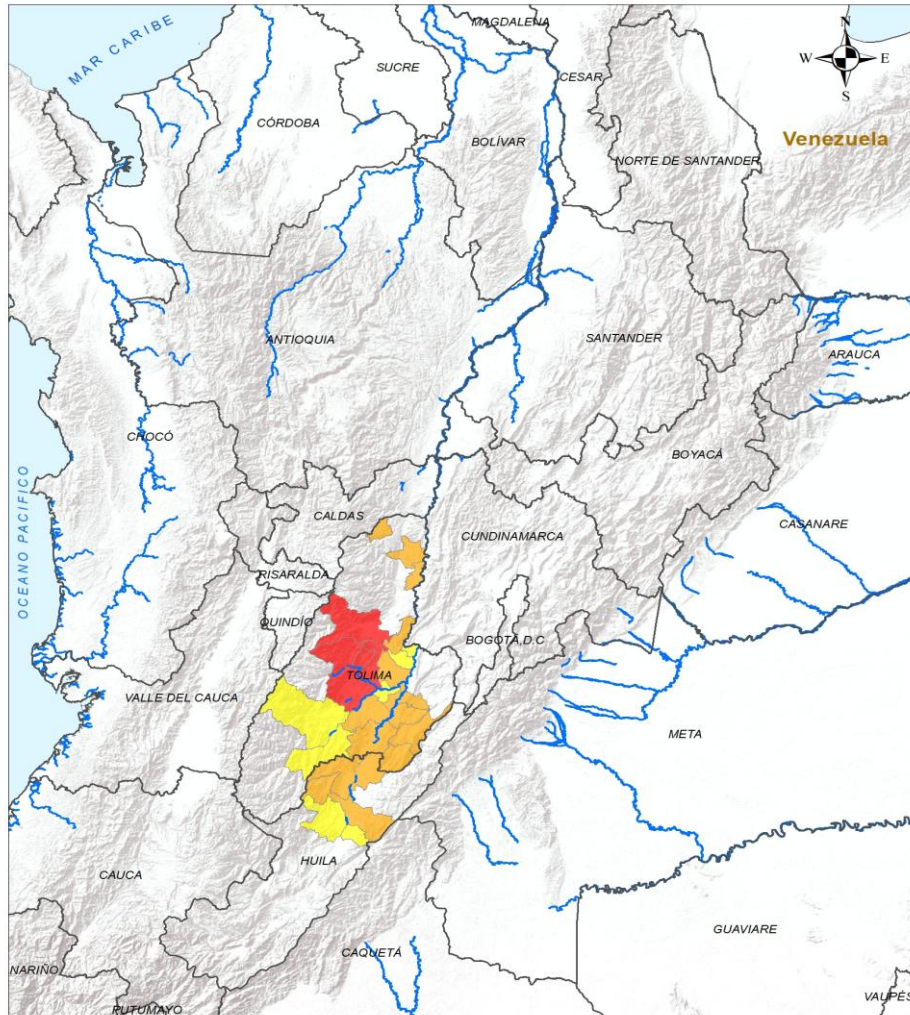 MAGDALENA
MAR CARIBE
N
W E
S
SUCRE
CESAR
CÓRDOBA
BOLÍVAR
Venezuela
NORTE DE SANTANDER
ANTIOQUIA
SANTANDER
ARAUCA
CHOCÓ
BOYACÁ
OCEANO PACIFICO
CALDAS
CUNDINAMARCA
CASANARE
RISARALDA
QUINDÍO
BOGOTÁ,D.C
TOLIMA
VALLE DEL CAUCA
META
HUILA
CAUCA
GUAVIARE
CAQUETÁ
NARIÑO
PUTUMAYO
VAUPÉS